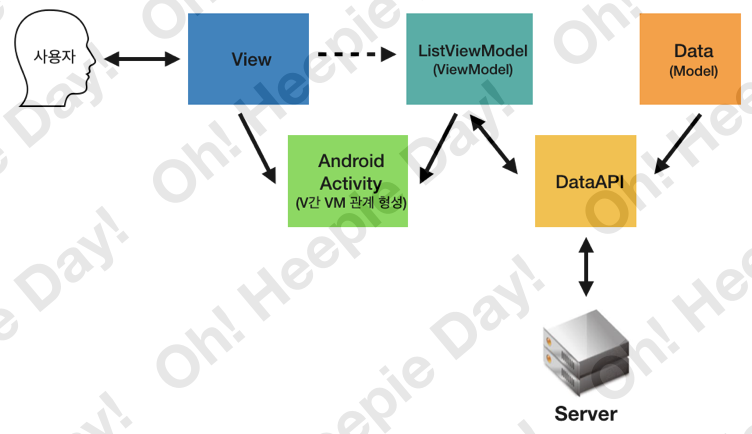 사용자
View
ListViewModel
(ViewModel)
Data
(Model)
Android
Activity
(V간 VM 관계 형성)
DataAPI
Server
Oh! Heepie Day!